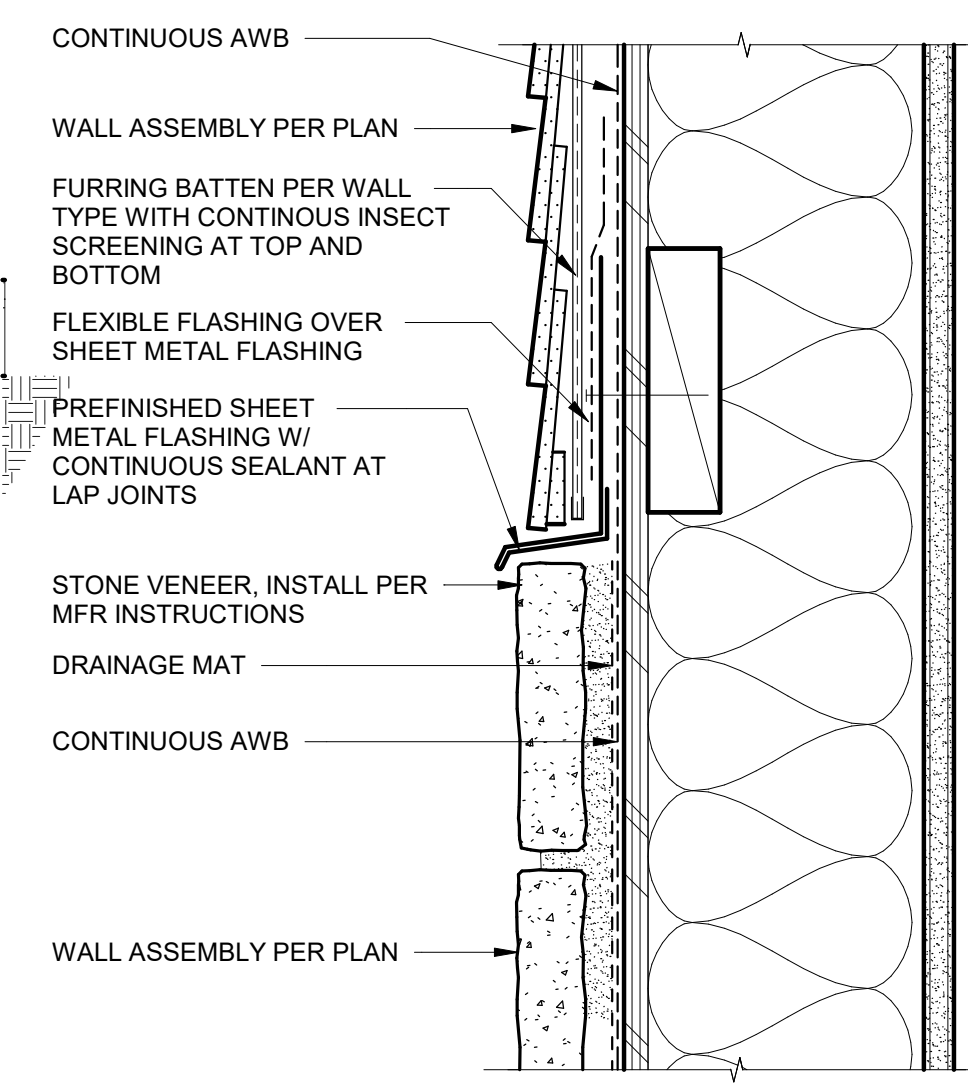 CONTINUOUS AWB
WALL ASSEMBLY PER PLAN
FURRING BATTEN PER WALL
TYPE WITH CONTINOUS INSECT
SCREENING AT TOP AND
BOTTOM
FLEXIBLE FLASHING OVER
SHEET METAL FLASHING
PREFINISHED SHEET
METAL FLASHING W/
CONTINUOUS SEALANT AT
LAP JOINTS
STONE VENEER, INSTALL PER
MFR INSTRUCTIONS
DRAINAGE MAT
CONTINUOUS AWB
WALL ASSEMBLY PER PLAN